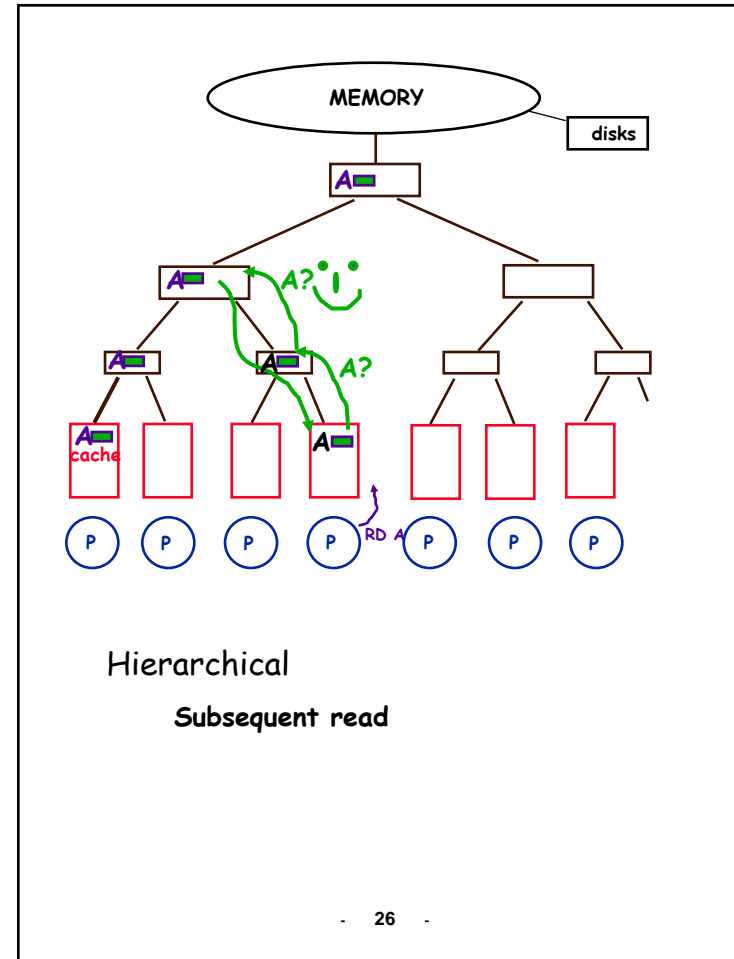 MEMORY
disks
A
A A?
A A A?
A A
cache
RD A
P P P P P P P
Hierarchical
Subsequent read
- 26 -